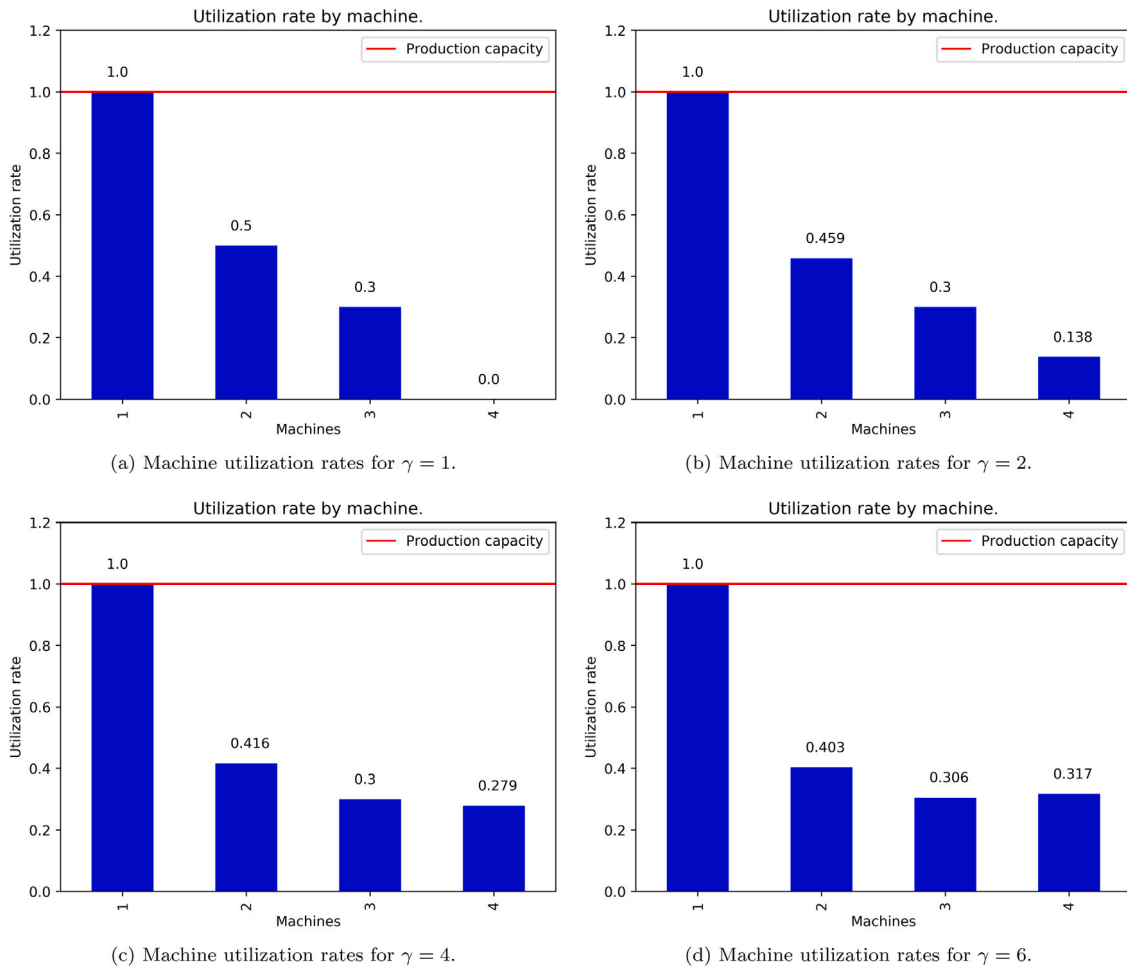 Utilization rate by machine.
1.2
Production capacity
1.0
1.0
0.8
0.6
0.5
0.4
0.3
0.2
0.0
0.0
Utilization rate
1 2 3 4
Machines
(a) Machine utilization rates for γ = 1.
Utilization rate by machine.
1.2
Production capacity
1.0
1.0
0.8
0.6
0.459
0.4
0.3
0.2
0.138
0.0
Utilization rate
1 2 3 4
Machines
(b) Machine utilization rates for γ = 2.
Utilization rate by machine.
1.2
Production capacity
1.0
1.0
0.8
0.6
0.416
0.4
0.3
0.279
0.2
0.0
Utilization rate
1 2 3 4
Machines
(c) Machine utilization rates for γ = 4.
Utilization rate by machine.
1.2
Production capacity
1.0
1.0
0.8
0.6
0.403
0.4
0.306
0.317
0.2
0.0
Utilization rate
1 2 3 4
Machines
(d) Machine utilization rates for γ = 6.